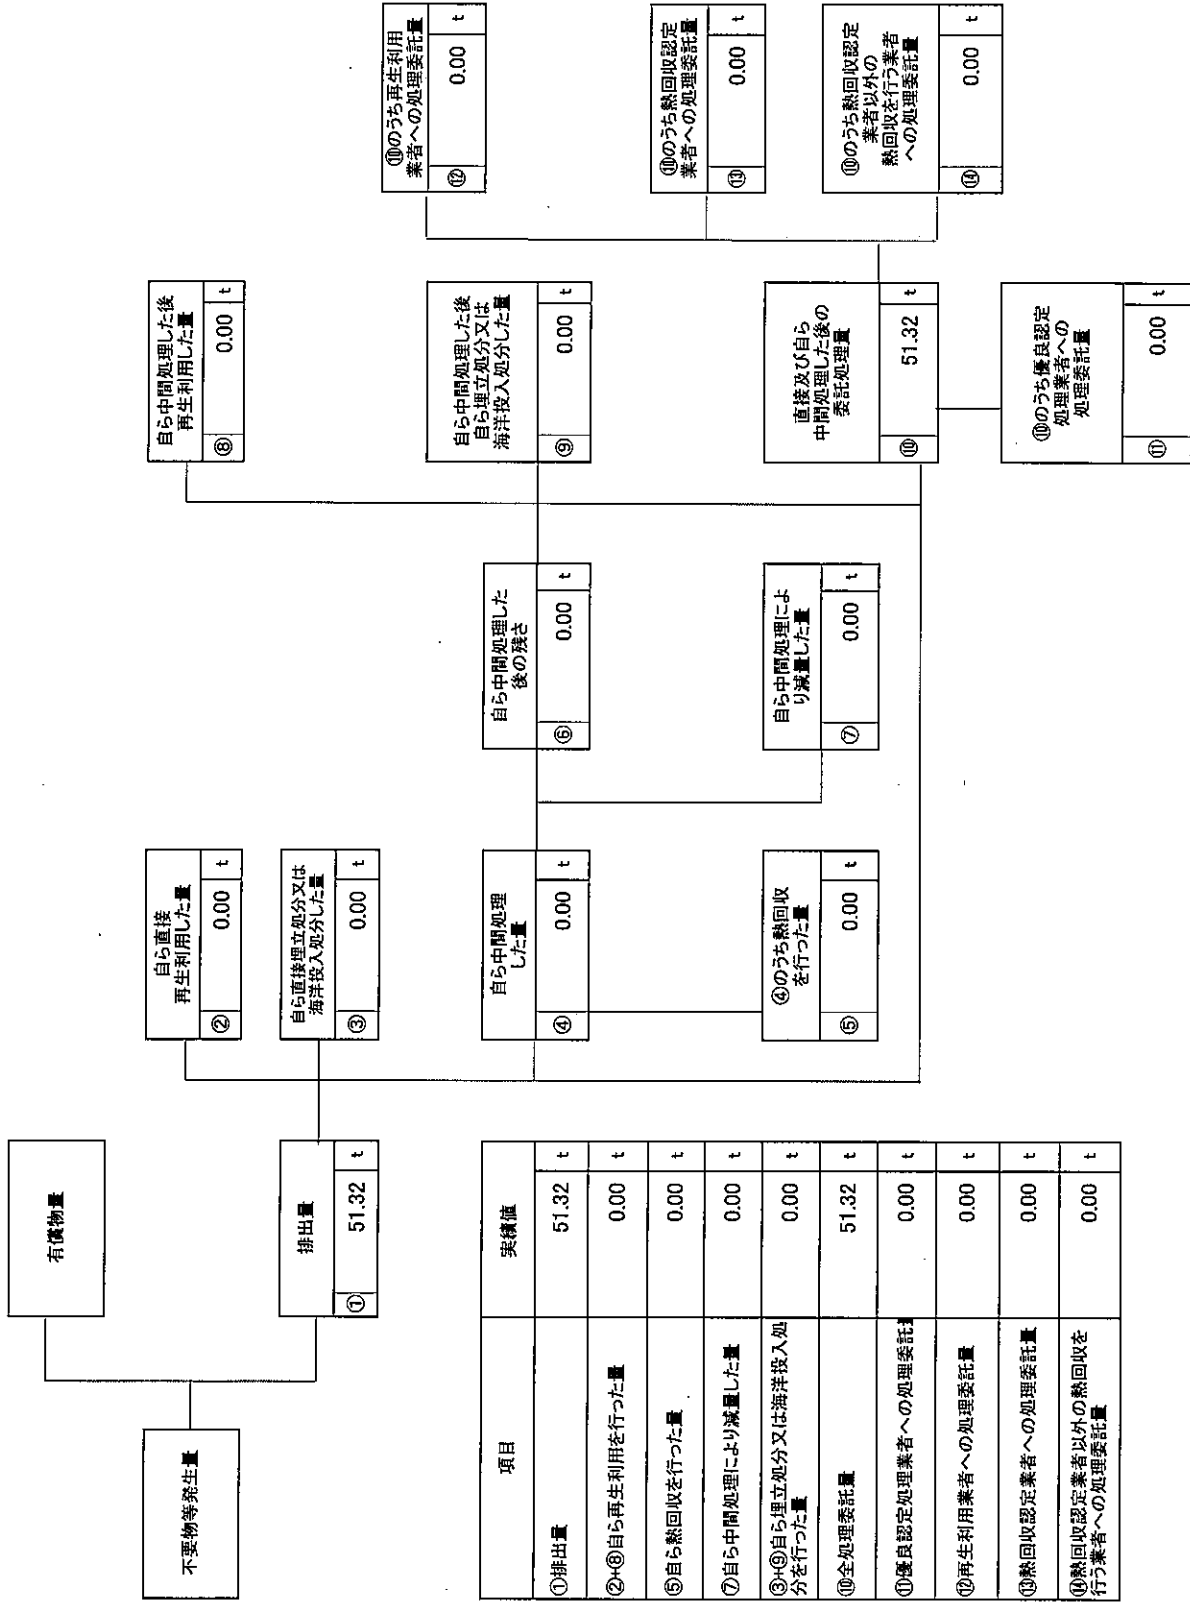 不要物等発生量
有償物量
排出量
① 51.32 t
自ら直接
再生利用した量
② 0.00 t
自ら直接埋立処分又は
海洋投入処分した量
③ 0.00 t
自ら中間処理
した量
④ 0.00 t
④のうち熱回収
を行った量
⑤ 0.00 t
自ら中間処理した
後の残さ
⑥ 0.00 t
自ら中間処理によ
り減量した量
⑦ 0.00 t
自ら中間処理した後
再生利用した量
⑧ 0.00 t
自ら中間処理した後
自ら埋立処分又は
海洋投入処分した量
⑨ 0.00 t
直接及び自ら
中間処理した後の
委託処理量
⑩ 51.32 t
⑩のうち優良認定
処理業者への
処理委託量
⑪ 0.00 t
⑩のうち再生利用
業者への処理委託量
⑫ 0.00 t
⑩のうち熱回収認定
業者への処理委託量
⑬ 0.00 t
⑩のうち熱回収認定
業者以外の
熱回収を行う業者
への処理委託量
⑭ 0.00 t
項目 実績値
①排出量 51.32 t
②+⑧自ら再生利用を行った量 0.00 t
⑤自ら熱回収を行った量 0.00 t
⑦自ら中間処理により減量した量 0.00 t
③+⑨自ら埋立処分又は海洋投入処
分を行った量 0.00 t
⑩全処理委託量 51.32 t
⑪優良認定処理業者への処理委託量 0.00 t
⑫再生利用業者への処理委託量 0.00 t
⑬熱回収認定業者への処理委託量 0.00 t
⑭熱回収認定業者以外の熱回収を
行う業者への処理委託量 0.00 t